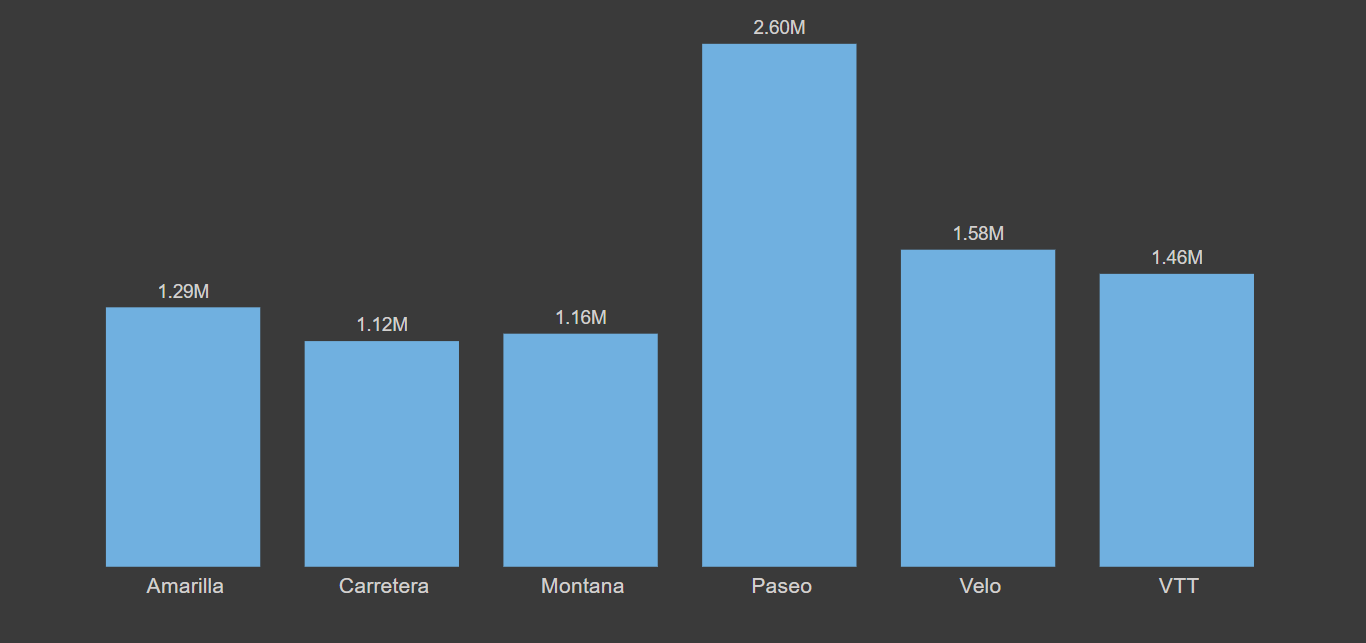 2.60M
1.58M
1.46M
1.29M
1.16M
1.12M
Amarilla Carretera Montana Paseo Velo VTT